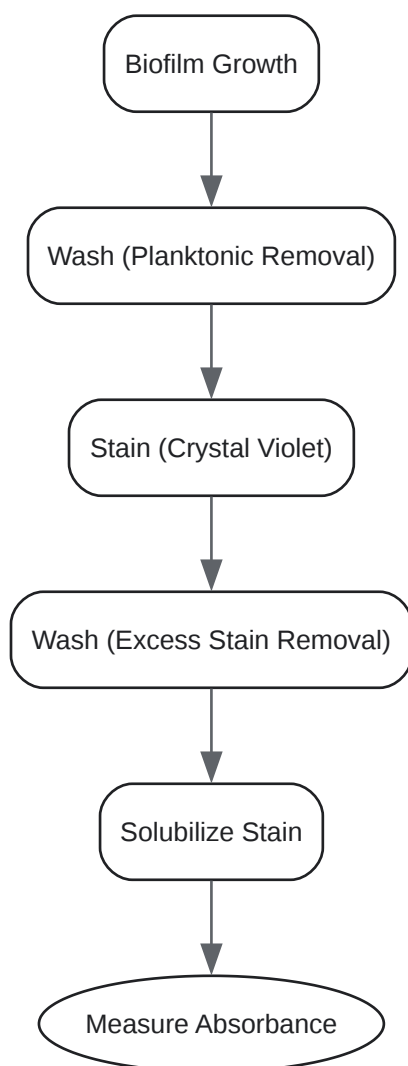 Biofilm Growth
Wash (Planktonic Removal)
Stain (Crystal Violet)
Wash (Excess Stain Removal)
Solubilize Stain
Measure Absorbance